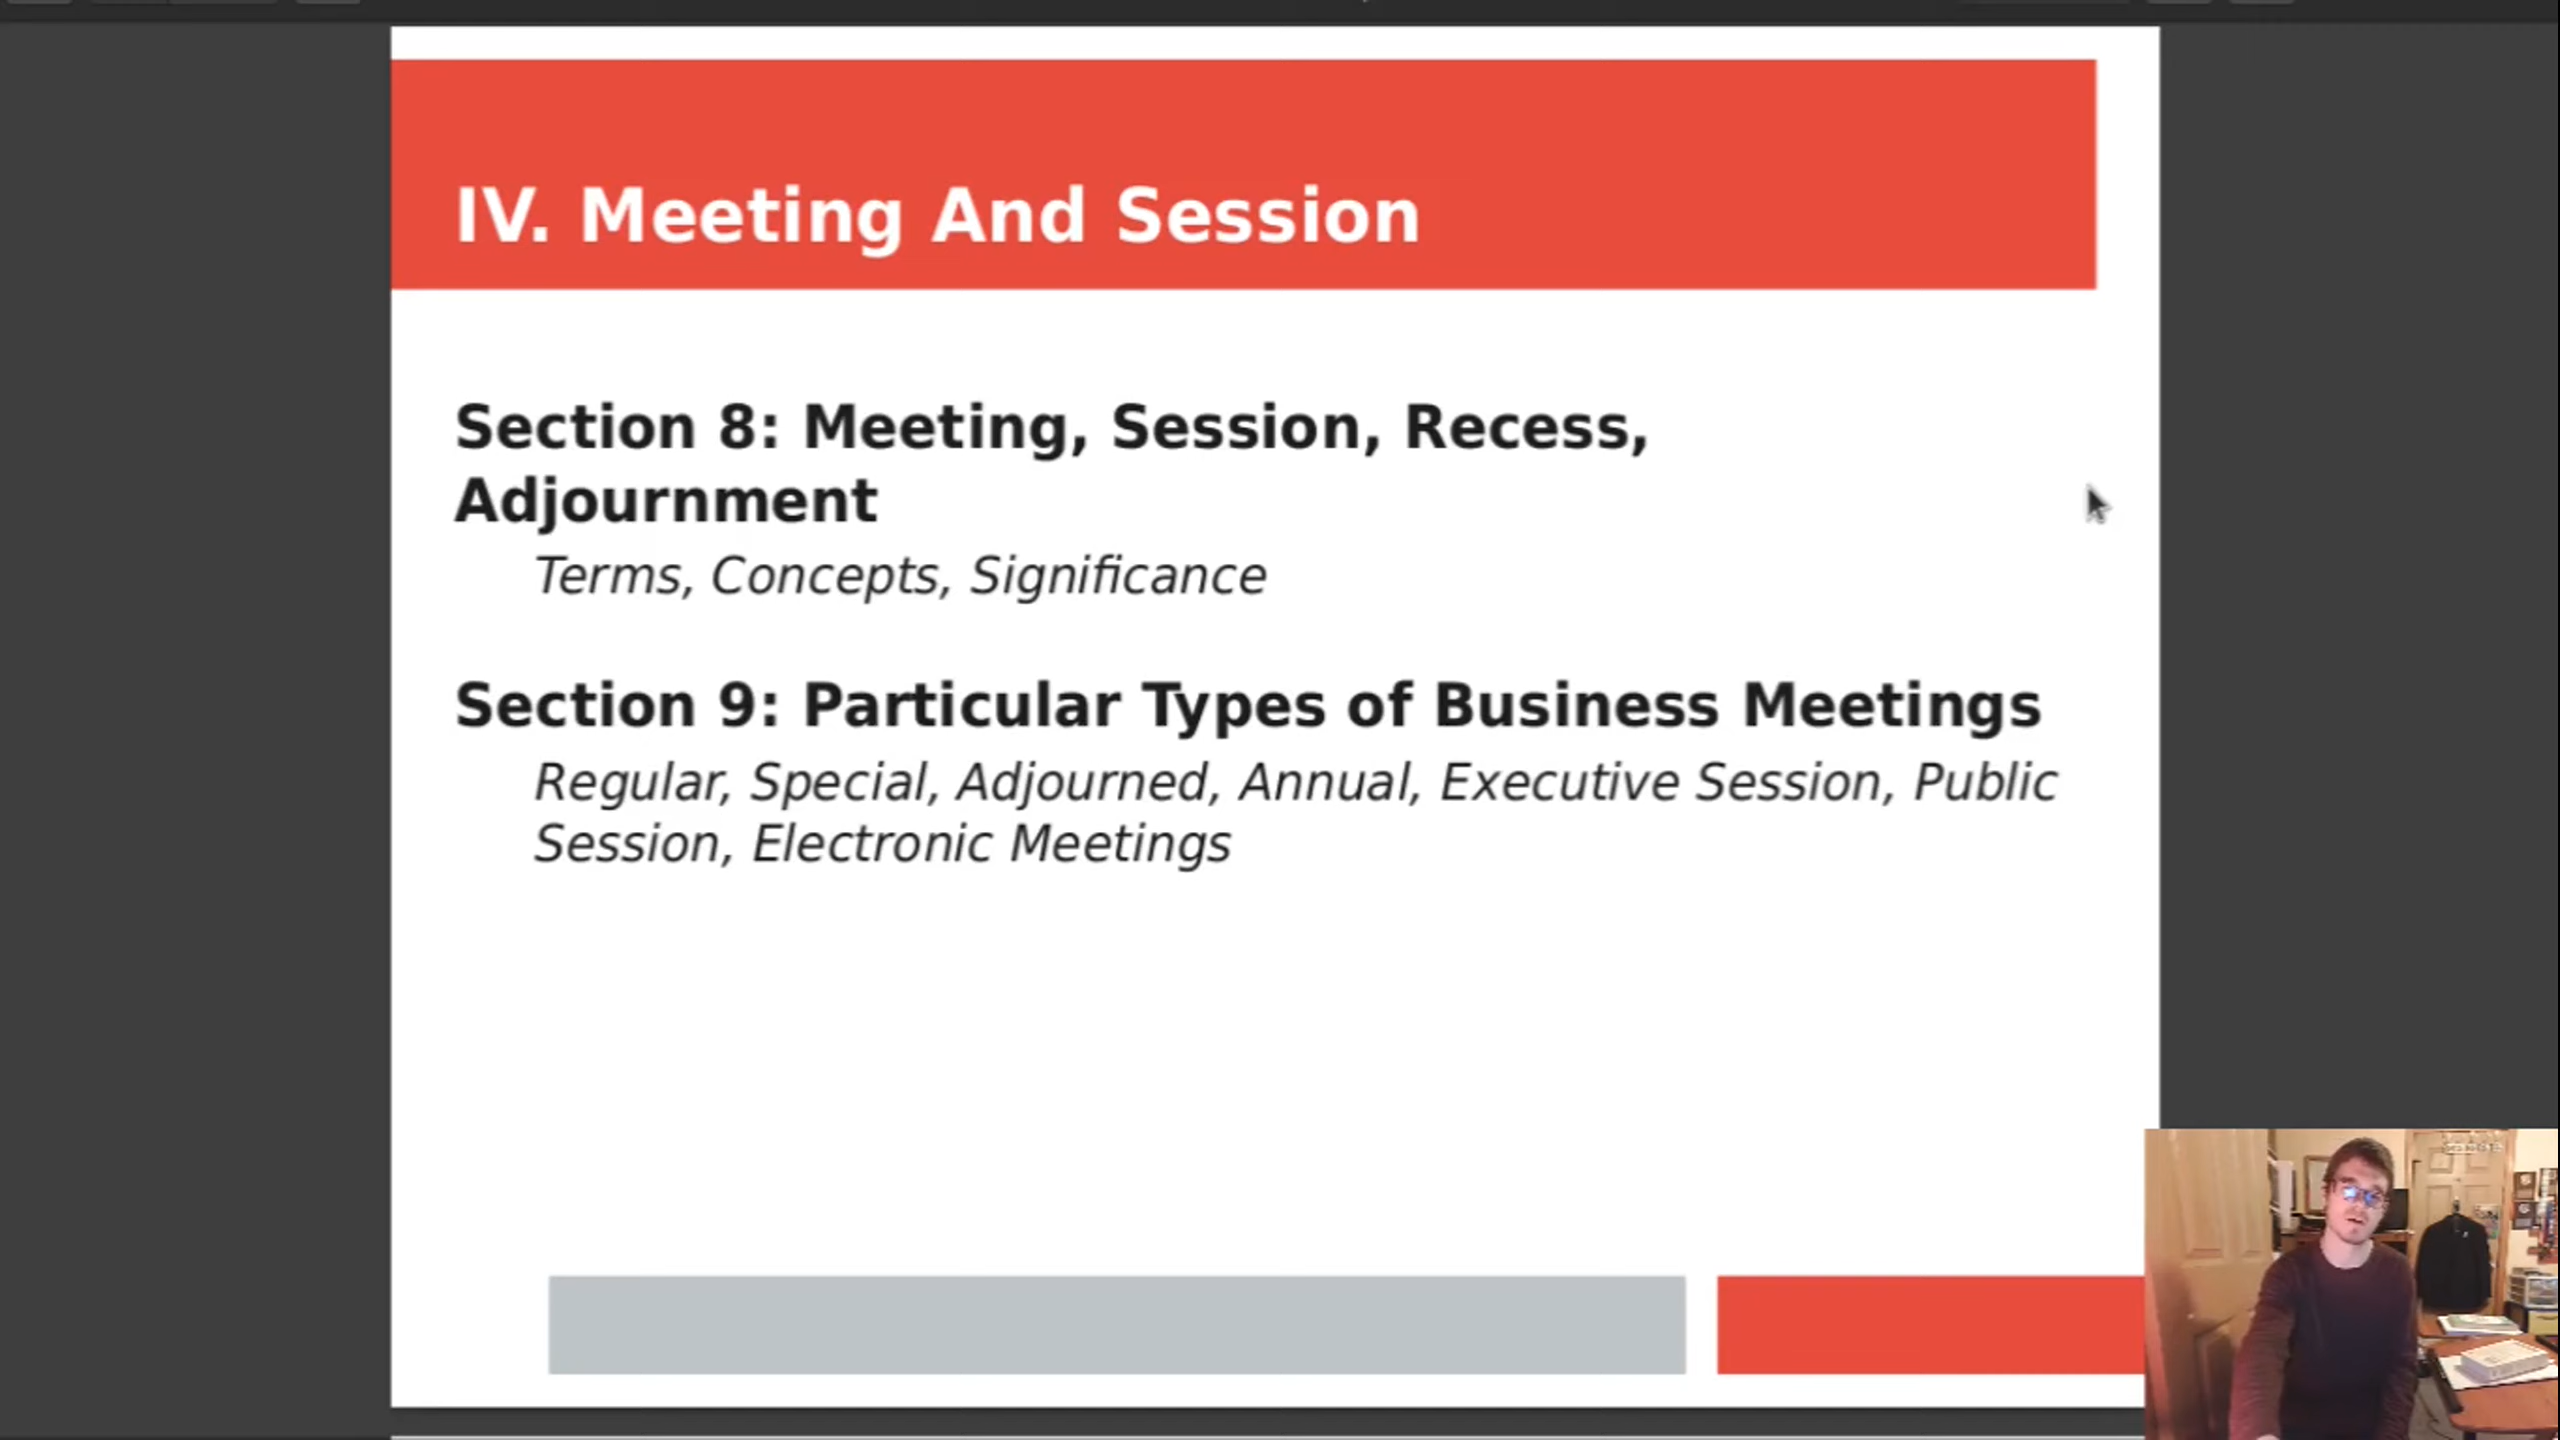 IV. Meeting And Session
Section 8: Meeting, Session, Recess,
Adjournment
Terms, Concepts, Significance
Section 9: Particular Types of Business Meetings
Regular, Special, Adjourned, Annual, Executive Session, Public
Session, Electronic Meetings